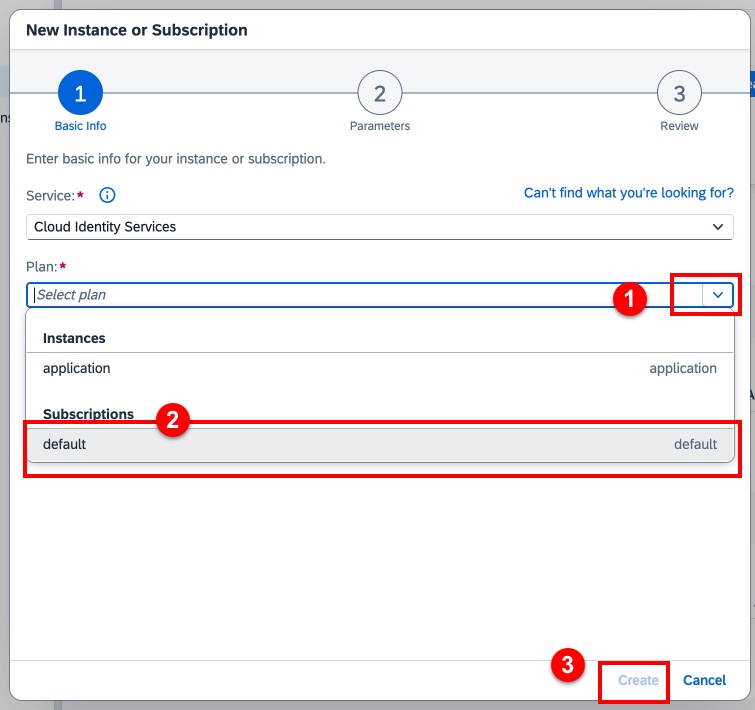 New Instance or Subscription
1 2 3
Basic Info Parameters Review
Enter basic info for your instance or subscription.
Service:* Can't find what you're looking for?
Cloud Identity Services
Plan:*
Select plan 1
Instances
application application
Subscriptions 2
default default
3 Create Cancel